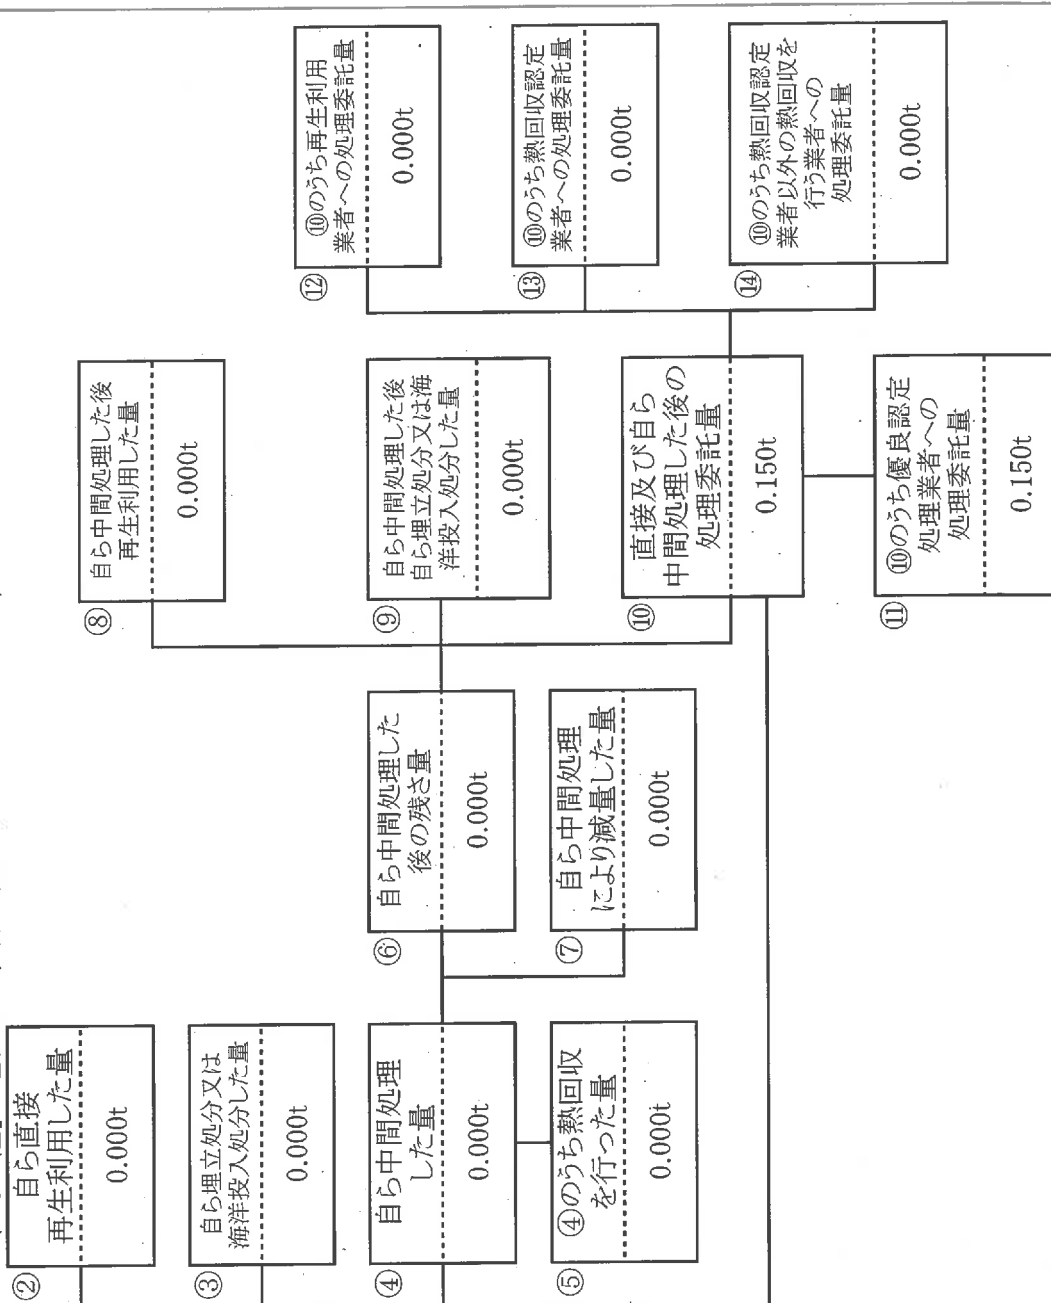 ②
自ら直接
再生利用した量
0.000t
③
自ら埋立処分又は
海洋投入処分した量
0.000t
④
自ら中間処理
した量
0.000t
⑤
④のうち熱回収
を行った量
0.000t
⑥
自ら中間処理した
後の残さ量
0.000t
⑦
自ら中間処理
により減量した量
0.000t
⑧
自ら中間処理した後
再生利用した量
0.000t
⑨
自ら中間処理した後
自ら埋立処分又は海
洋投入処分した量
0.000t
⑩
直接及び自ら
中間処理した後の
処理委託量
0.150t
⑪
⑩のうち優良認定
処理業者への
処理委託量
0.150t
⑫
⑩のうち再生利用
業者への処理委託量
0.000t
⑬
⑩のうち熱回収認定
業者への処理委託量
0.000t
⑭
⑩のうち熱回収認定
業者以外の熱回収を
行う業者への
処理委託量
0.000t